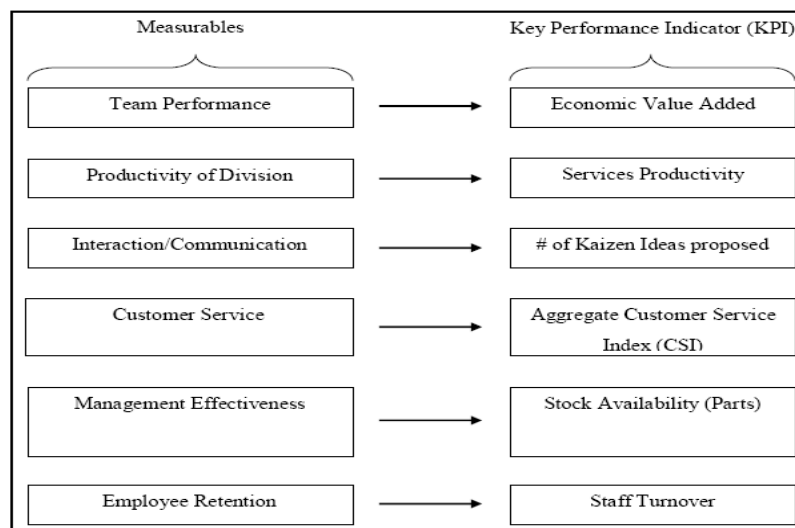 Measurables
Key Performance Indicator (KPI)
Team Performance
Economic Value Added
Productivity of Division
Services Productivity
Interaction/Communication
# of Kaizen Ideas proposed
Customer Service
Aggregate Customer Service
Index (CSI)
Management Effectiveness
Stock Availability (Parts)
Employee Retention
Staff Turnover